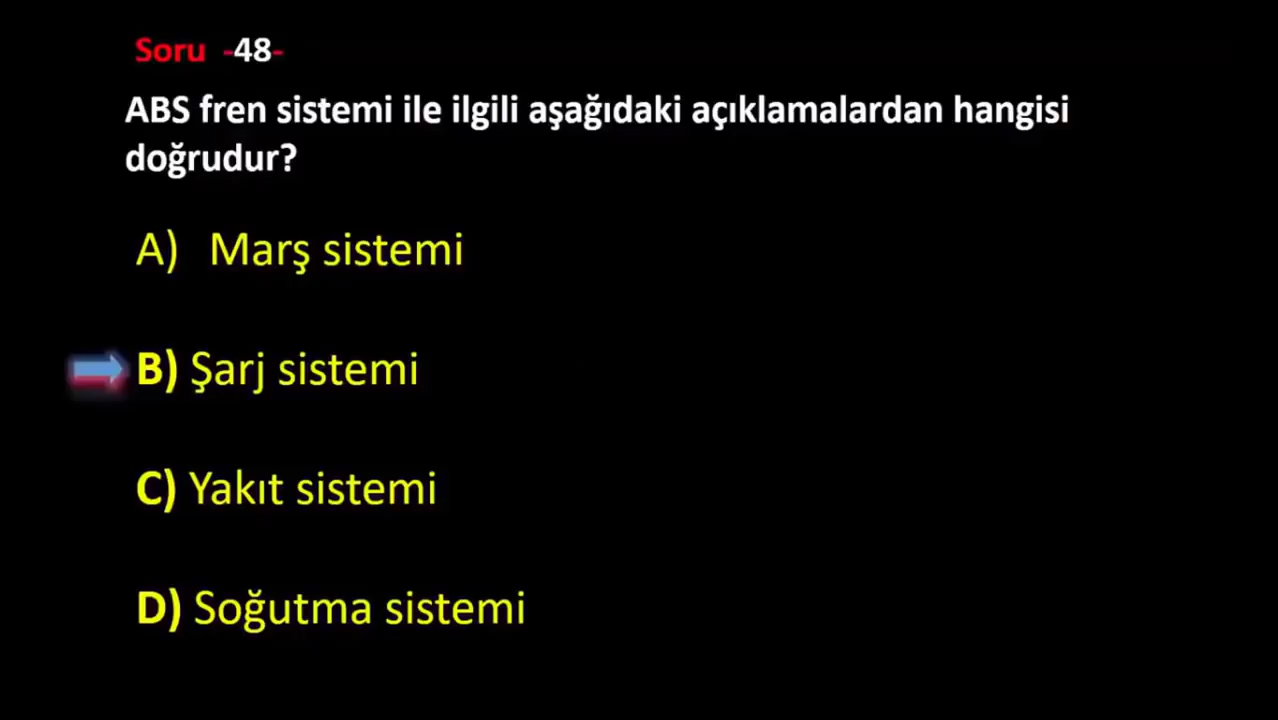 Soru -48-
ABS fren sistemi ile ilgili aşağıdaki açıklamalardan hangisi
doğrudur?
A) Marş sistemi
B) Şarj sistemi
C) Yakıt sistemi
D) Soğutma sistemi